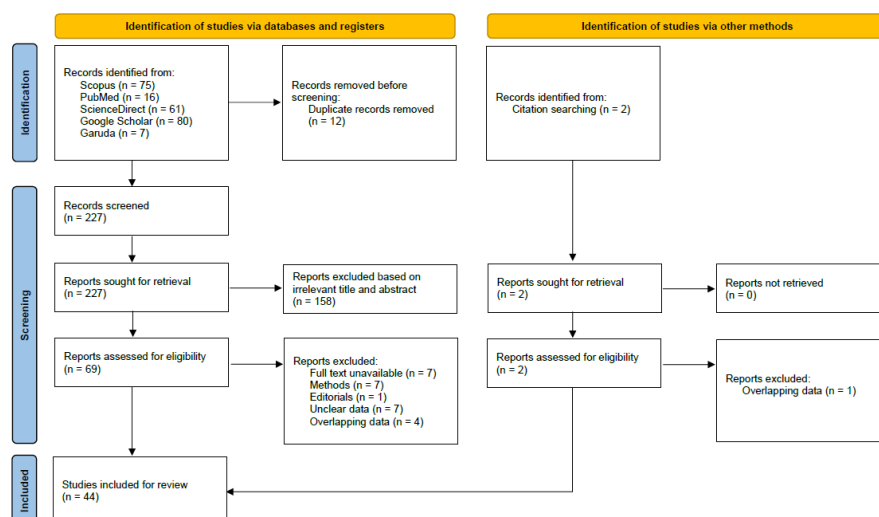 Identification of studies via databases and registers
Identification of studies via other methods
Identification
Records identified from:
Scopus (n = 75)
PubMed (n = 16)
ScienceDirect (n = 61)
Google Scholar (n = 80)
Garuda (n = 7)
Records removed before
screening:
Duplicate records removed
(n = 12)
Records identified from:
Citation searching (n = 2)
Screening
Records screened
(n = 227)
Reports sought for retrieval
(n = 227)
Reports excluded based on
irrelevant title and abstract
(n = 158)
Reports sought for retrieval
(n = 2)
Reports not retrieved
(n = 0)
Reports assessed for eligibility
(n = 69)
Reports excluded:
Full text unavailable (n = 7)
Methods (n = 7)
Editorials (n = 1)
Unclear data (n = 7)
Overlapping data (n = 4)
Reports assessed for eligibility
(n = 2)
Reports excluded:
Overlapping data (n = 1)
Included
Studies included for review
(n = 44)